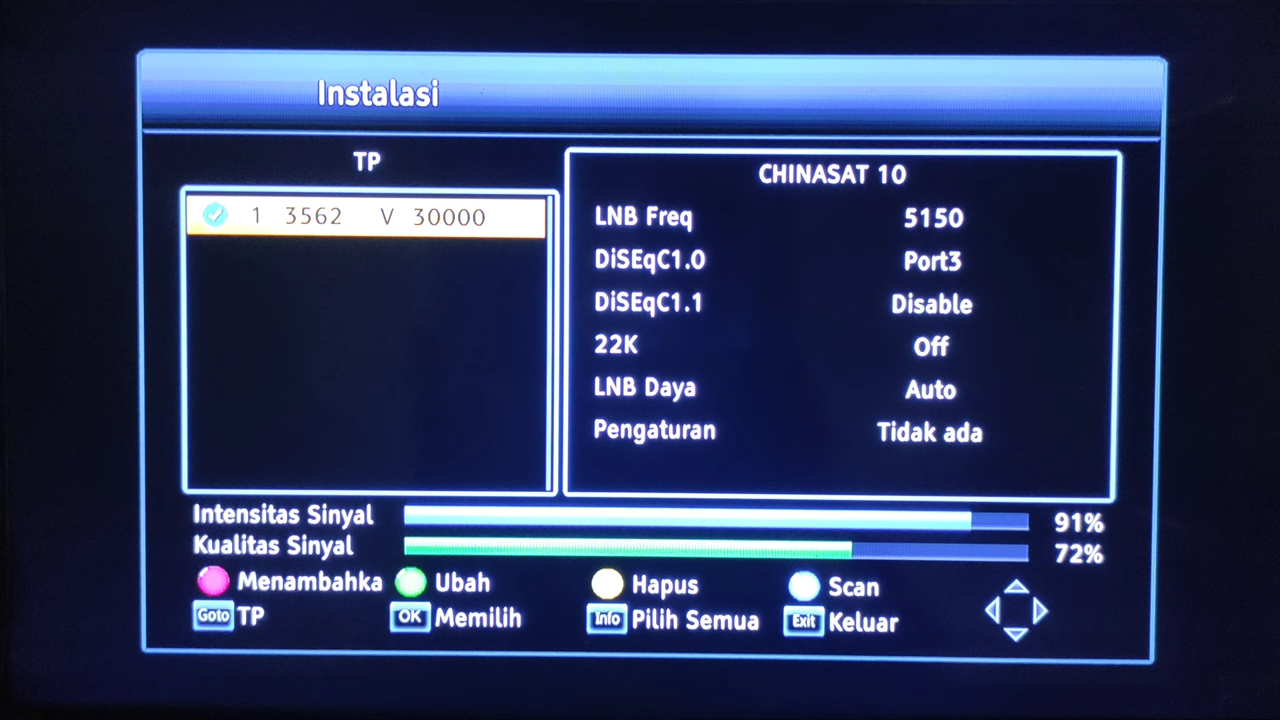 Instalasi
TP
1 3562 V 30000
CHINASAT 10
LNB Freq 5150
DiSEqC1.0 Port3
DiSEqC1.1 Disable
22K Off
LNB Daya Auto
Pengaturan Tidak ada
Intensitas Sinyal 91%
Kualitas Sinyal 72%
Menambahka Ubah Hapus Scan
Goto TP OK Memilih Info Pilih Semua Exit Keluar